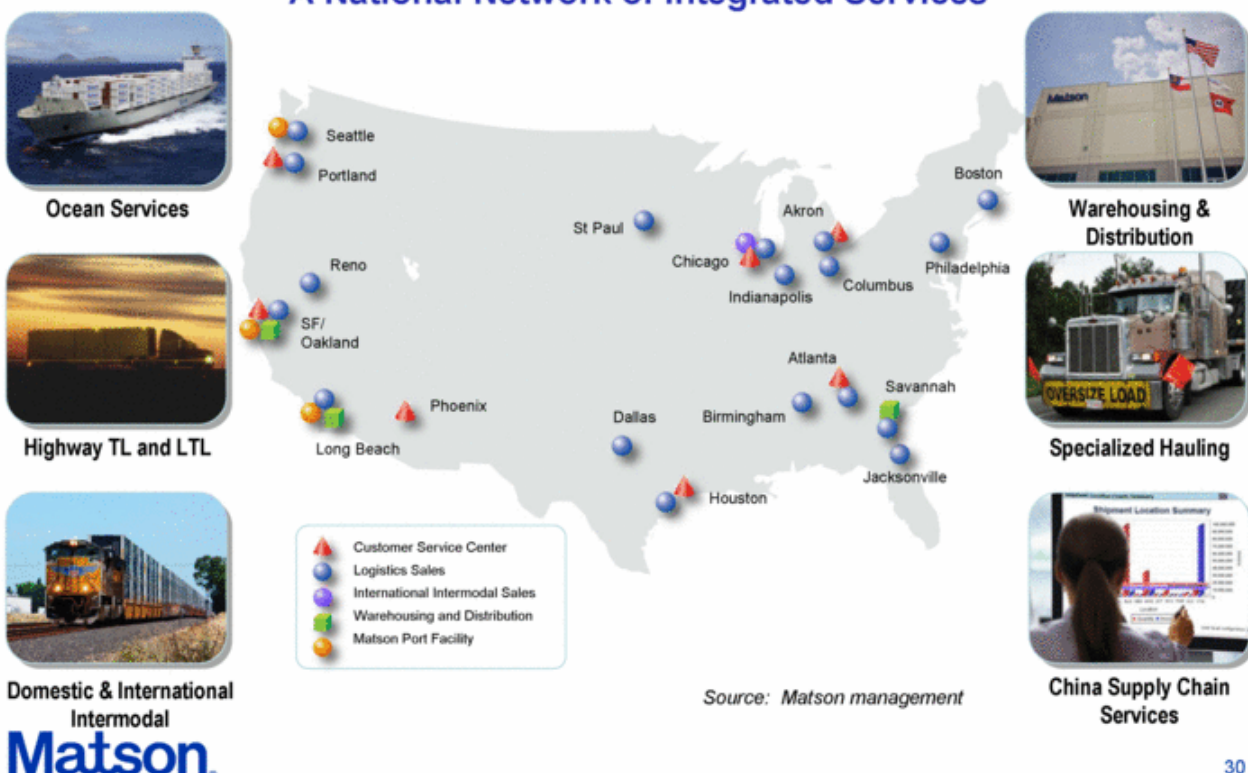 A National Network of Integrated Services
Ocean Services
Highway TL and LTL
Domestic & International
Intermodal
Seattle
Portland
Reno
SF/
Oakland
Long Beach
Phoenix
St Paul
Chicago
Indianapolis
Akron
Columbus
Boston
Philadelphia
Atlanta
Savannah
Birmingham
Dallas
Jacksonville
Houston
Customer Service Center
Logistics Sales
International Intermodal Sales
Warehousing and Distribution
Matson Port Facility
Source: Matson management
Matson
Warehousing &
Distribution
OVERSIZE LOAD
Specialized Hauling
Shipment Location Summary
China Supply Chain
Services
Matson
30